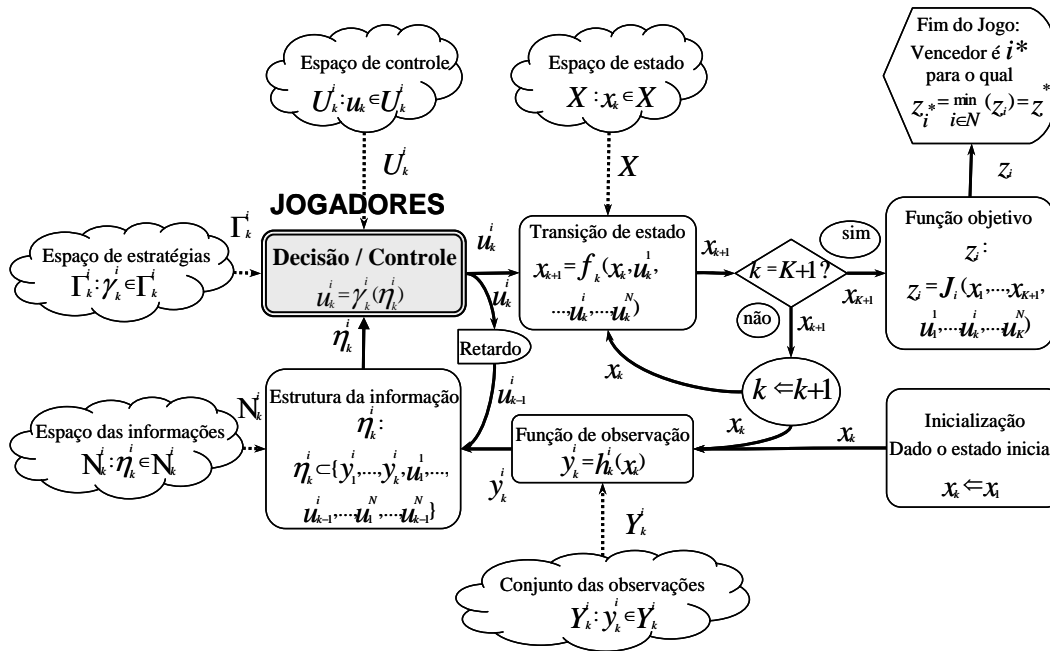 Espaço de controle
U_k^i : u_k ∈ U_k^i
U_k^i
Espaço de estado
X : x_k ∈ X
X
Fim do Jogo:
Vencedor é i*
para o qual
z_{i*} = min_{i∈N} (z_i) = z*
z_i
JOGADORES
Γ_k^i
Espaço de estratégias
Γ_k^i : γ_k^i ∈ Γ_k^i
Decisão / Controle
u_k^i = γ_k^i (η_k^i)
u_k^i
u_k^i
Transição de estado
x_{k+1} = f_k (x_k, u_k^1,
...,u_k^i,...u_k^N)
x_{k+1}
k = K+1 ?
sim
x_{K+1}
não
x_{k+1}
Função objetivo
z_i :
z_i = J_i (x_1,...,x_{K+1},
u_1^1,...u_k^i,...u_K^N)
η_k^i
Retardo
u_{k-1}^i
x_k
k ⇐ k+1
x_k
x_k
N_k^i
Espaço das informações
N_k^i : η_k^i ∈ N_k^i
Estrutura da informação
η_k^i :
η_k^i ⊂ {y_1^i,...,y_k^i, u_1^1,...,
u_{k-1}^i,...u_1^N,...u_{k-1}^N}
y_k^i
Função de observação
y_k^i = h_k^i (x_k)
Inicialização
Dado o estado inicia
x_k ⇐ x_1
Y_k^i
Conjunto das observações
Y_k^i : y_k^i ∈ Y_k^i